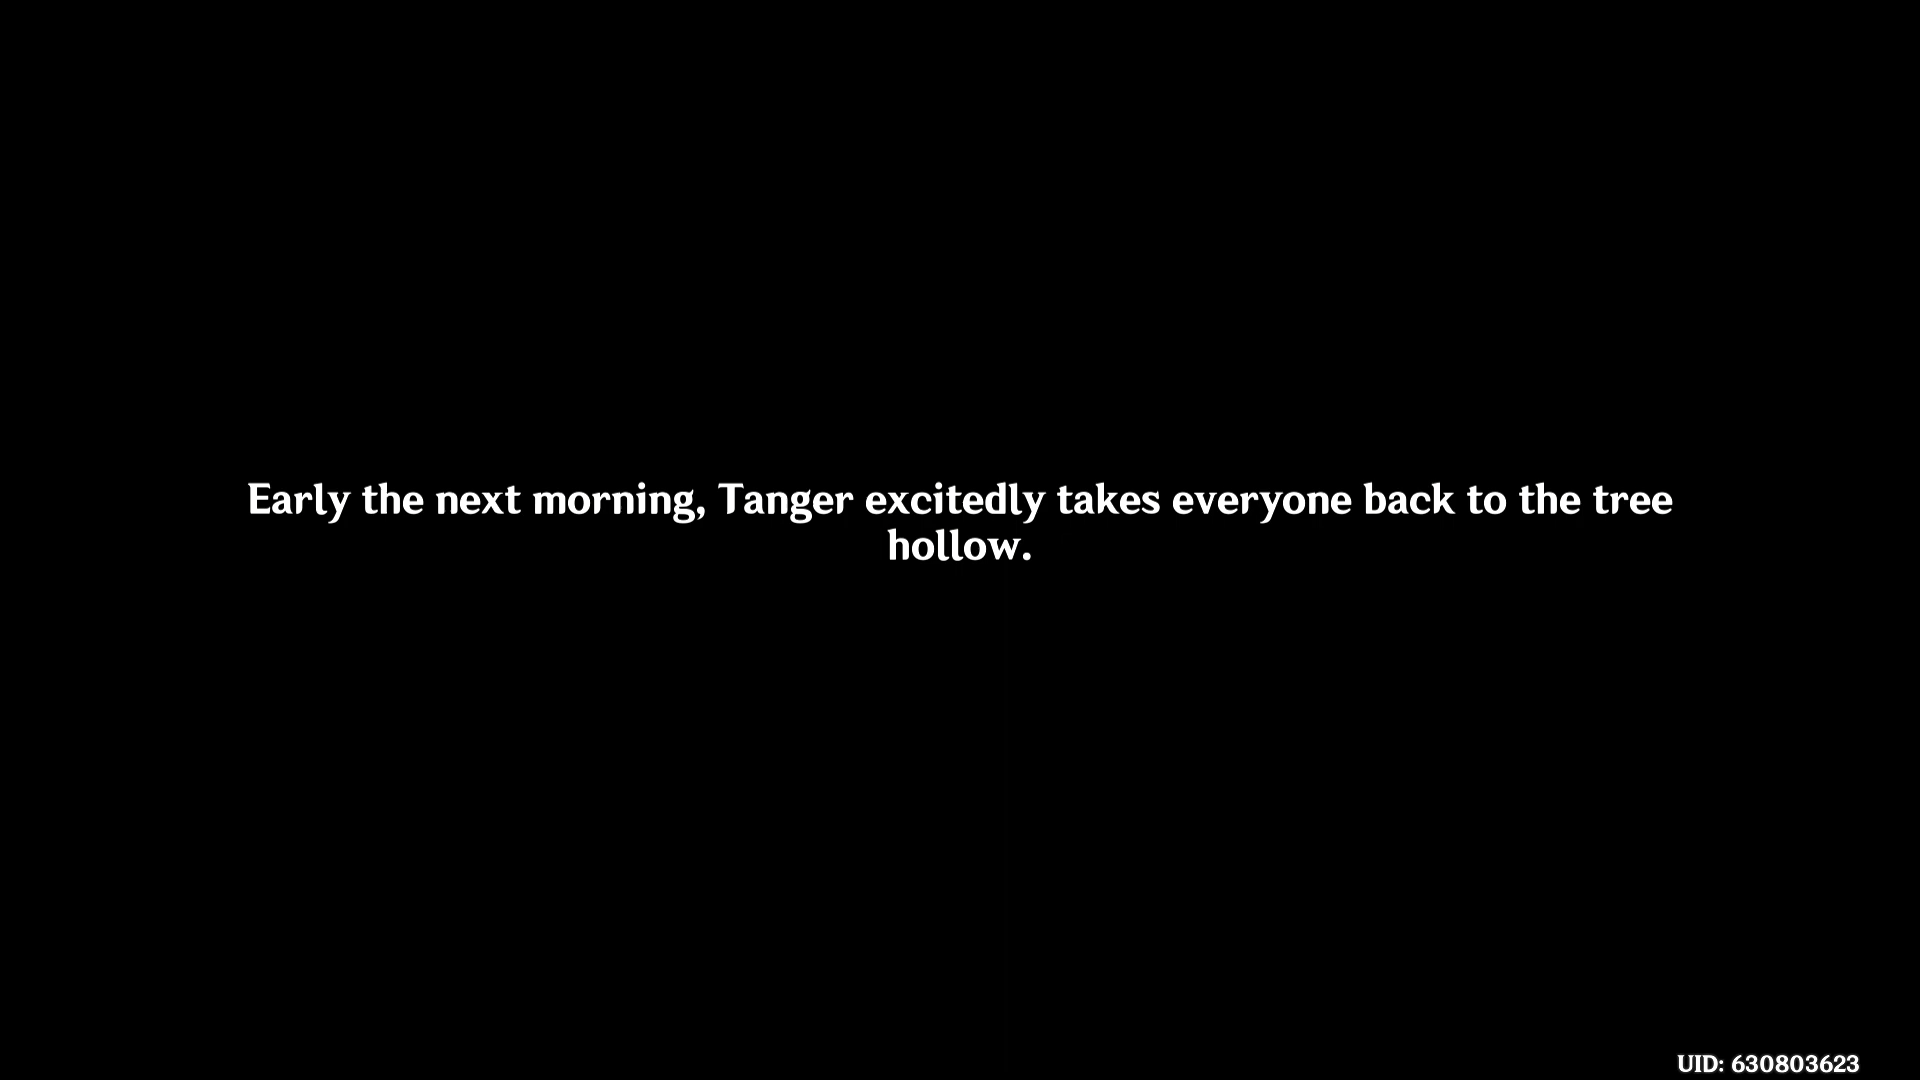 Early the next morning, Tanger excitedly takes everyone back to the tree
hollow.
UID: 630803623